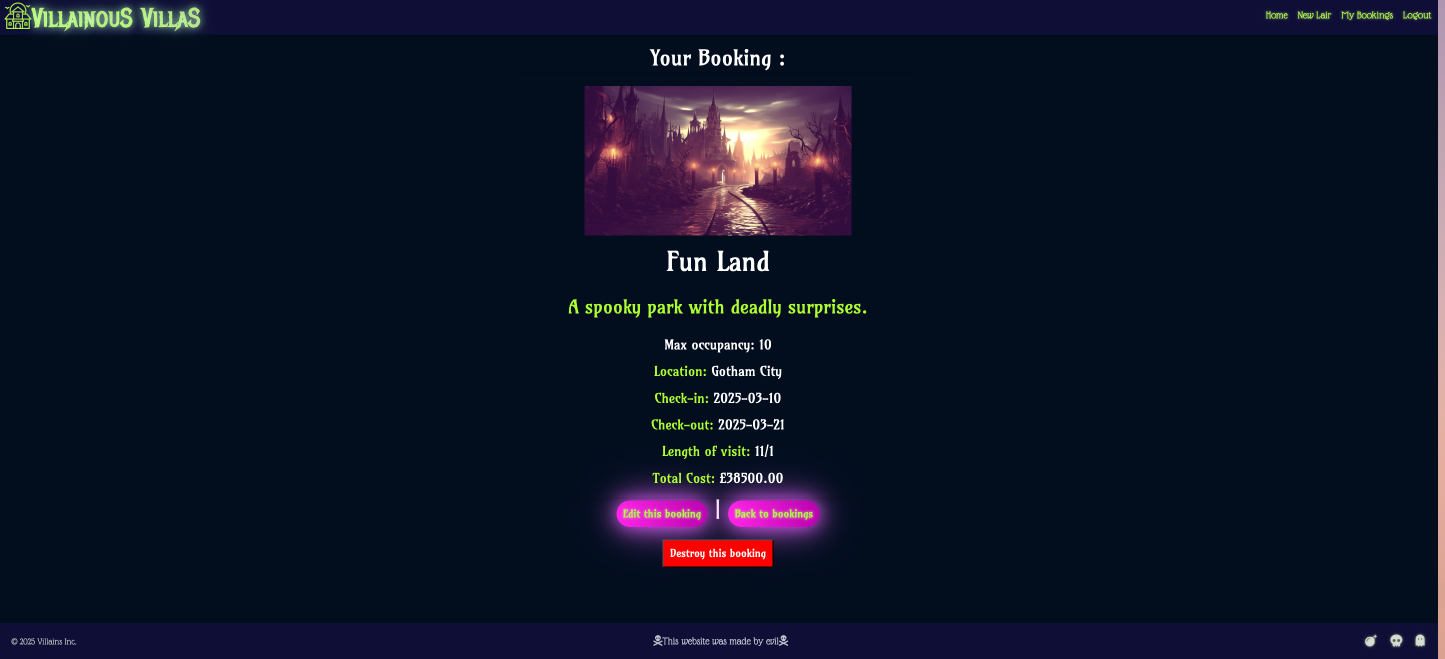 VILLAINOUS VILLAS
Home New Lair My Bookings Logout
Your Booking :
Fun Land
A spooky park with deadly surprises.
Max occupancy: 10
Location: Gotham City
Check-in: 2025-03-10
Check-out: 2025-03-21
Length of visit: 11/1
Total Cost: £38500.00
Edit this booking | Back to bookings
Destroy this booking
© 2025 Villains Inc.
☠This website was made by evil☠